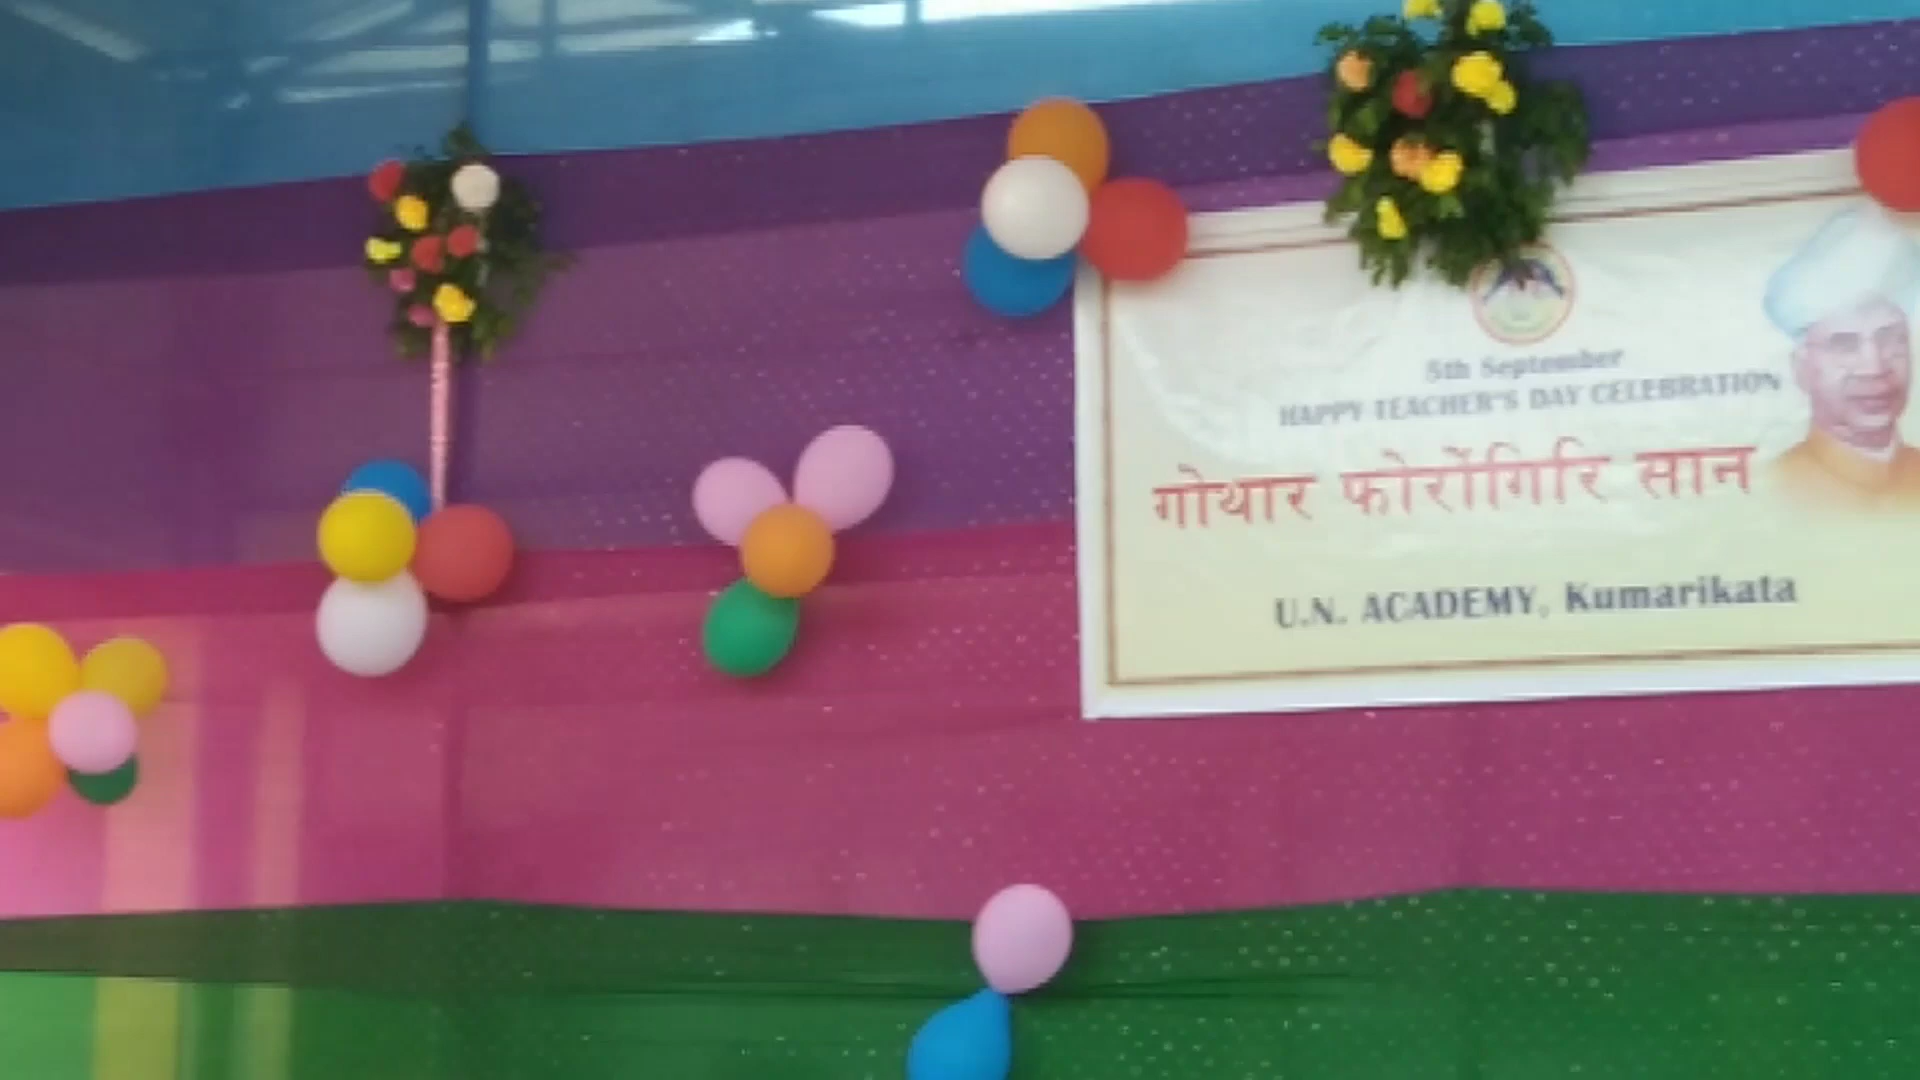 5th September
HAPPY TEACHER'S DAY CELEBRATION
गोथार फोरोंगिरि सान
U.N. ACADEMY, Kumarikata